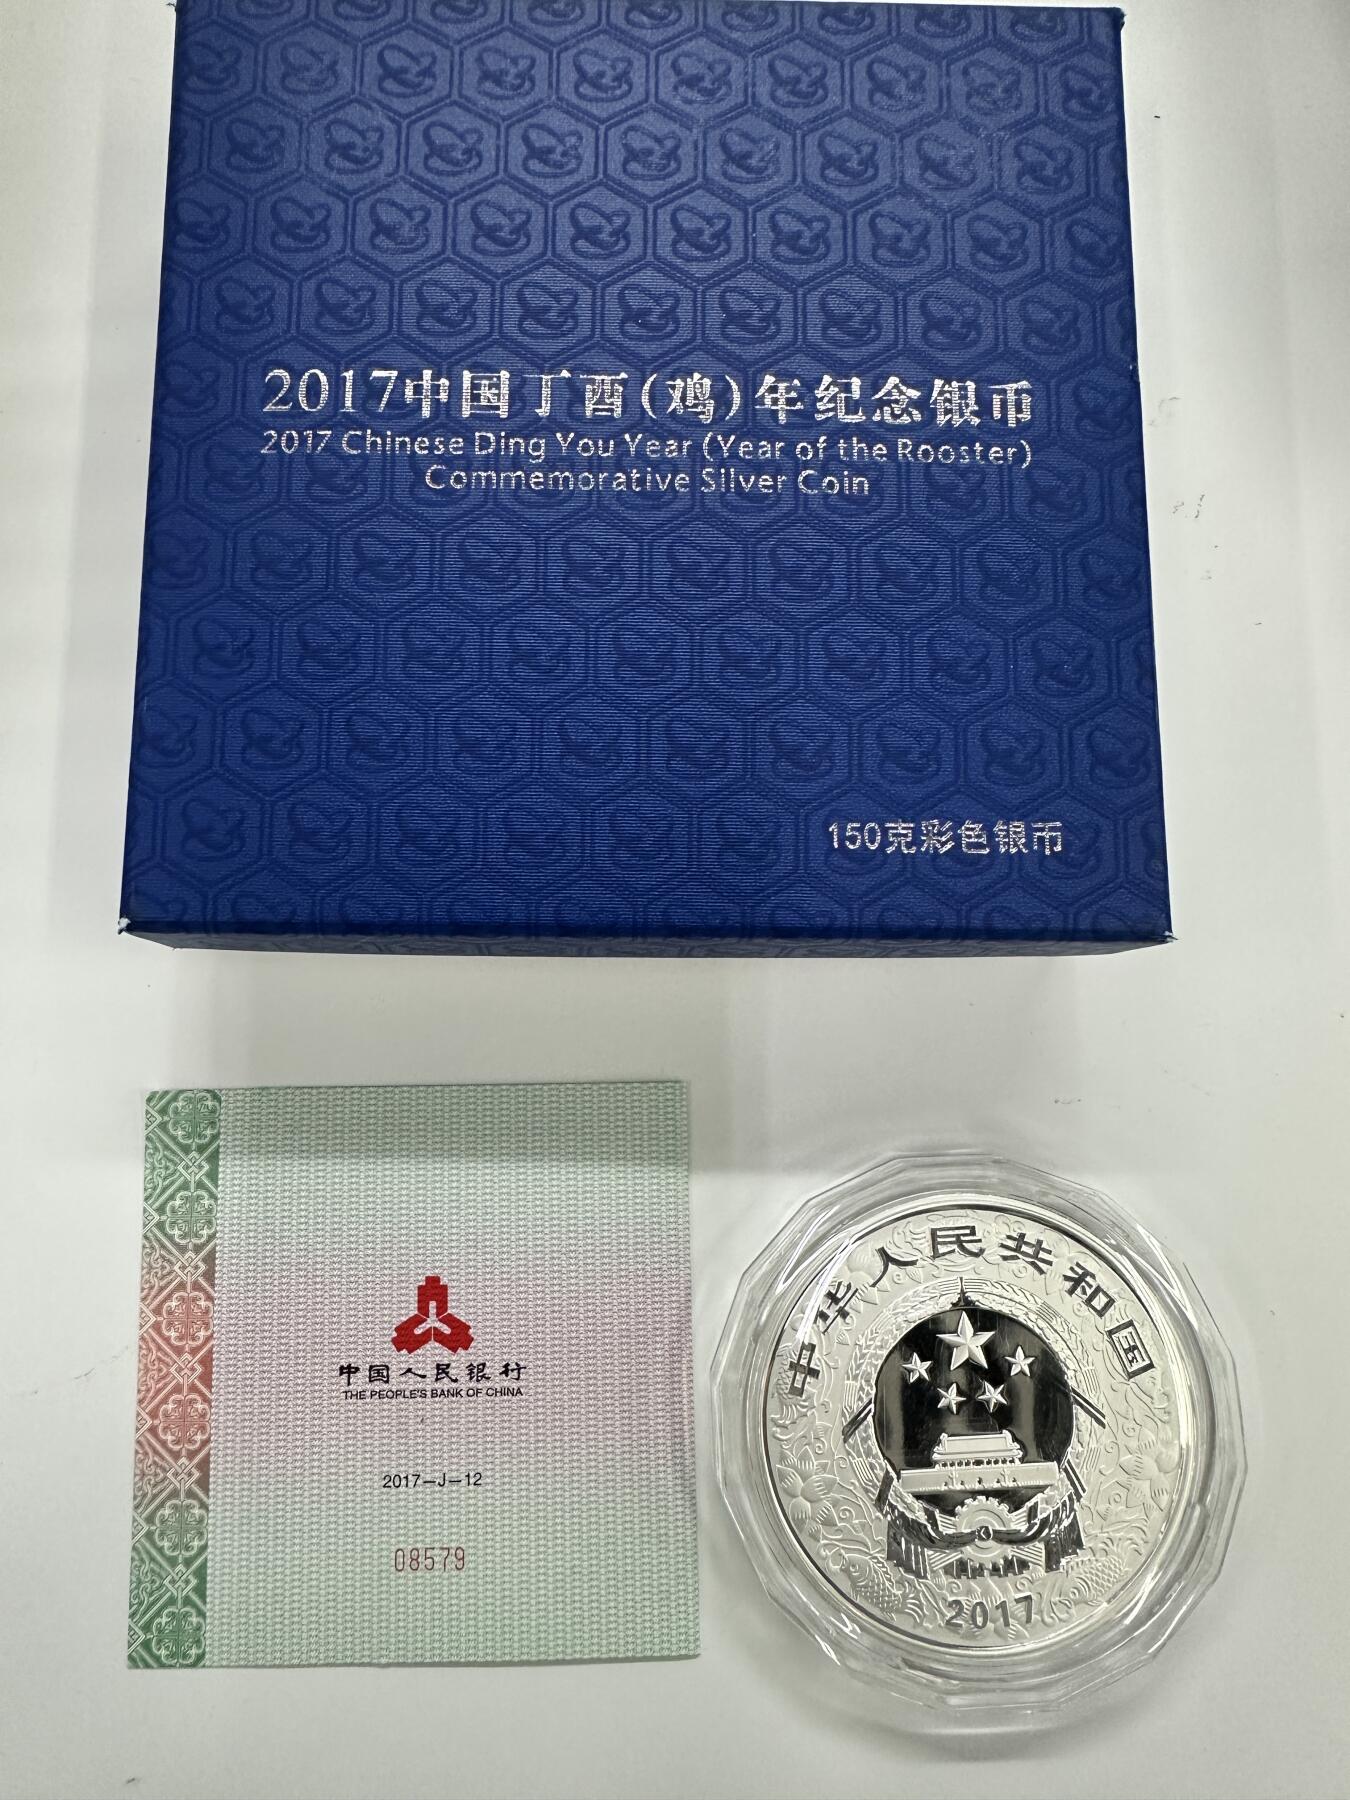 2017中国丁酉(鸡)年纪念银币
2017 Chinese Ding You Year (Year of the Rooster)
Commemorative Silver Coin
150克彩色银币
中国人民银行
THE PEOPLE'S BANK OF CHINA
2017—J—12
08579
中华人民共和国
2017